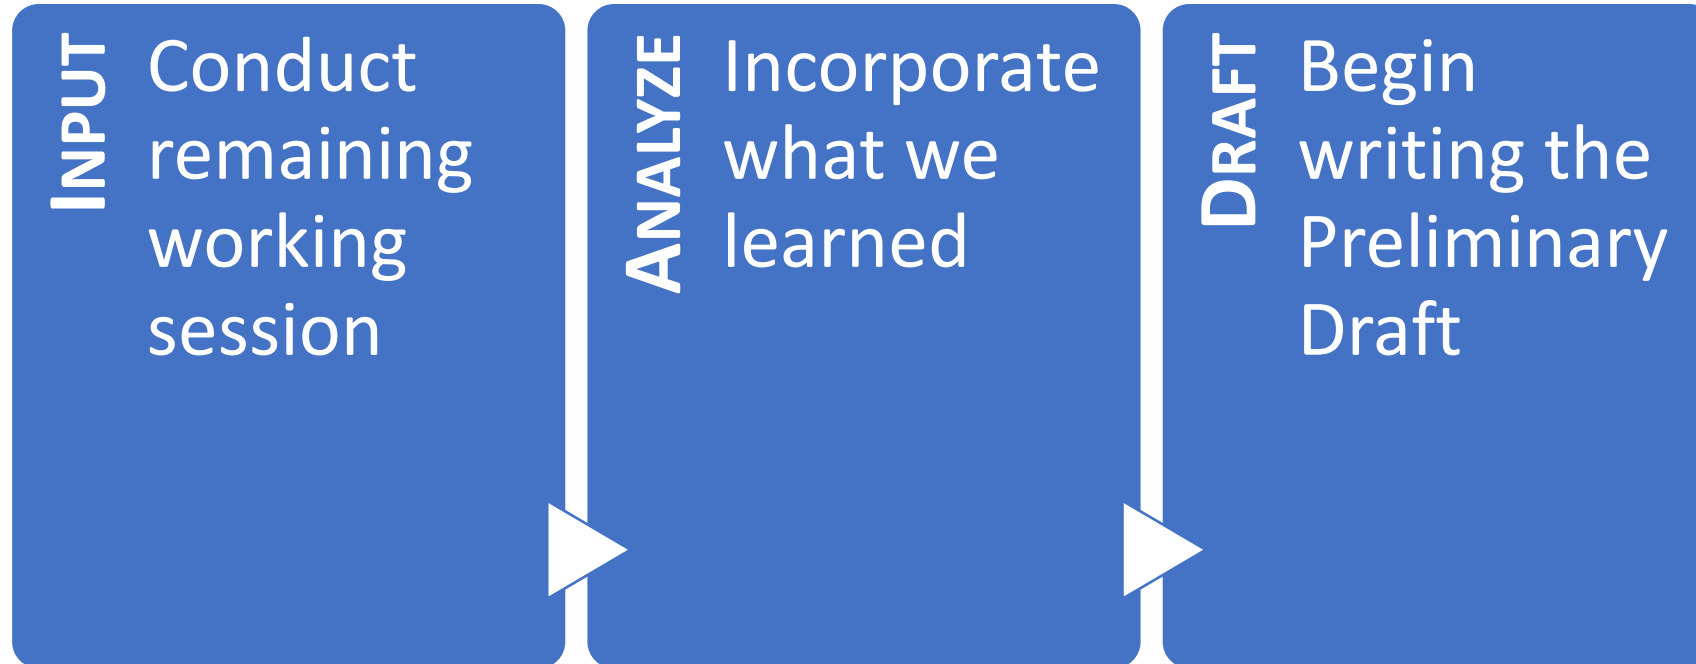 INPUT
Conduct
remaining
working
session
ANALYZE
Incorporate
what we
learned
DRAFT
Begin
writing the
Preliminary
Draft